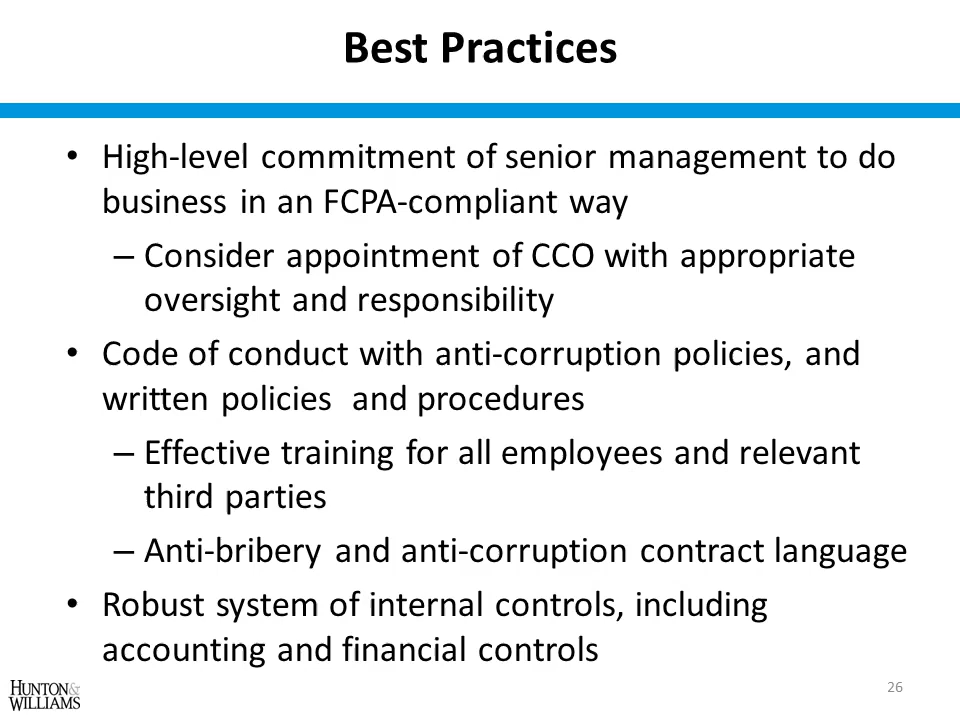 Best Practices
• High-level commitment of senior management to do
business in an FCPA-compliant way
– Consider appointment of CCO with appropriate
oversight and responsibility
• Code of conduct with anti-corruption policies, and
written policies  and procedures
– Effective training for all employees and relevant
third parties
– Anti-bribery and anti-corruption contract language
• Robust system of internal controls, including
accounting and financial controls
HUNTON&
WILLIAMS
26